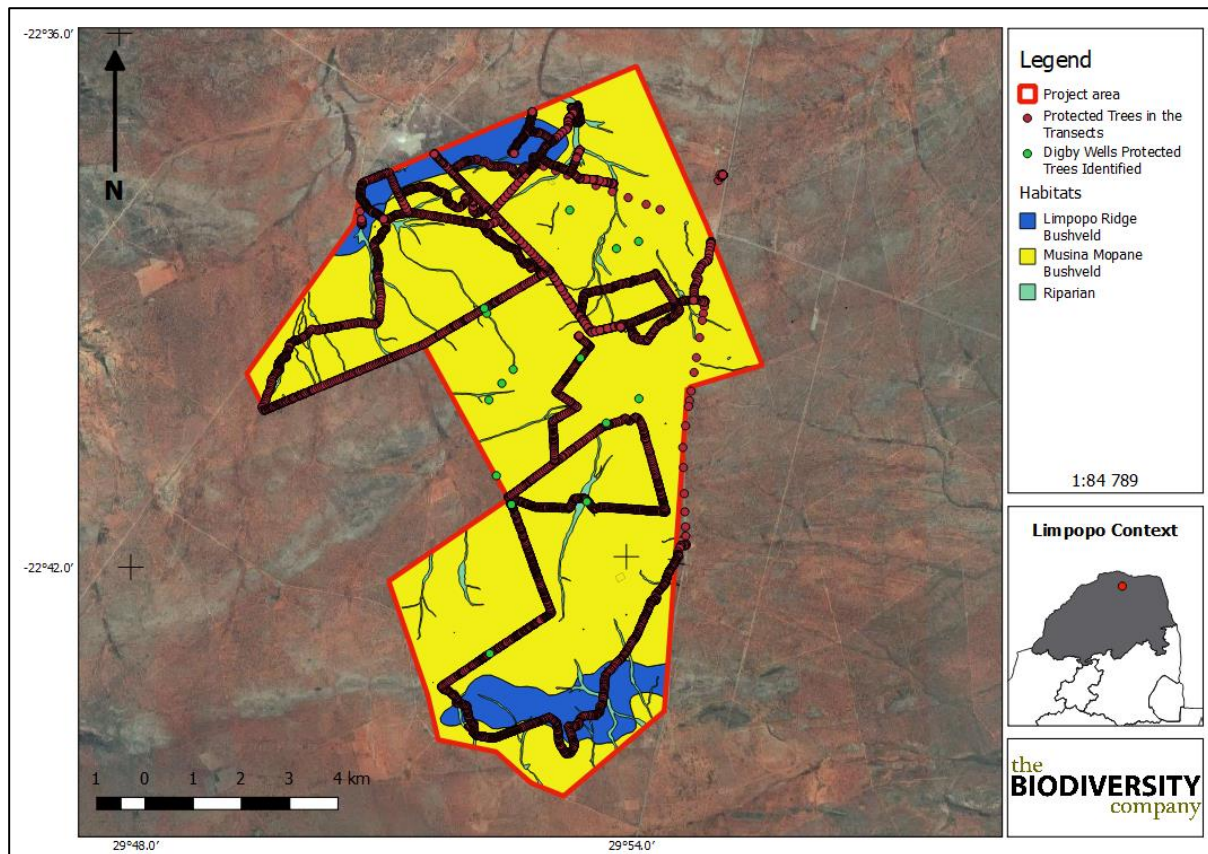 -22°36.0'
N
-22°42.0'
1 0 1 2 3 4 km
29°48.0'
29°54.0'
Legend
Project area
Protected Trees in the
Transects
Digby Wells Protected
Trees Identified
Habitats
Limpopo Ridge
Bushveld
Musina Mopane
Bushveld
Riparian
1:84 789
Limpopo Context
the
BIODIVERSITY
company